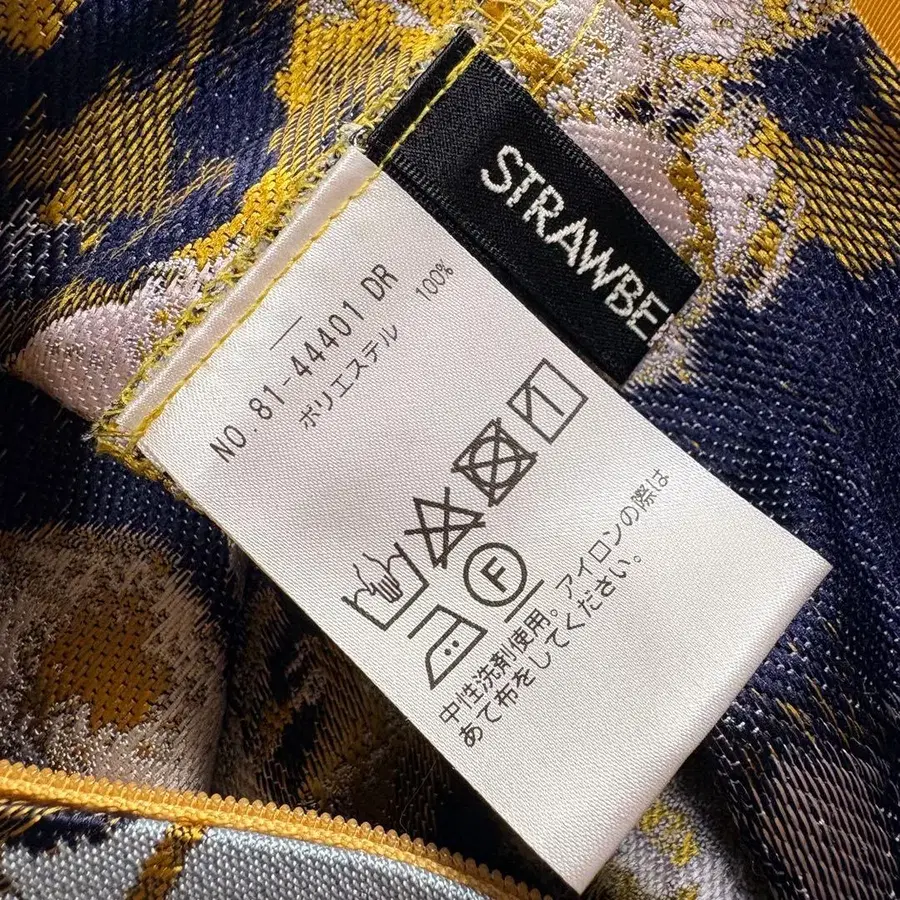 STRAWBE
NO. 81-44401 DR
ポリエステル 100%
F
中性洗剤使用。アイロンの際は
あて布をしてください。